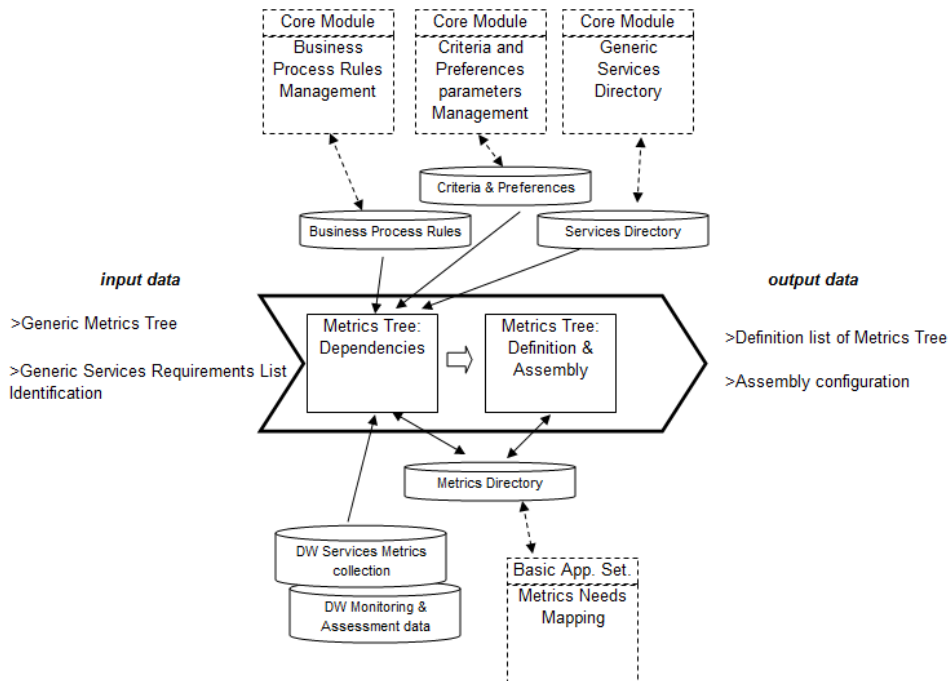 Core Module
Business
Process Rules
Management
Core Module
Criteria and
Preferences
parameters
Management
Core Module
Generic
Services
Directory
Criteria & Preferences
Business Process Rules
Services Directory
input data
>Generic Metrics Tree
>Generic Services Requirements List
Identification
Metrics Tree:
Dependencies
Metrics Tree:
Definition &
Assembly
output data
>Definition list of Metrics Tree
>Assembly configuration
Metrics Directory
DW Services Metrics
collection
DW Monitoring &
Assessment data
Basic App. Set.
Metrics Needs
Mapping